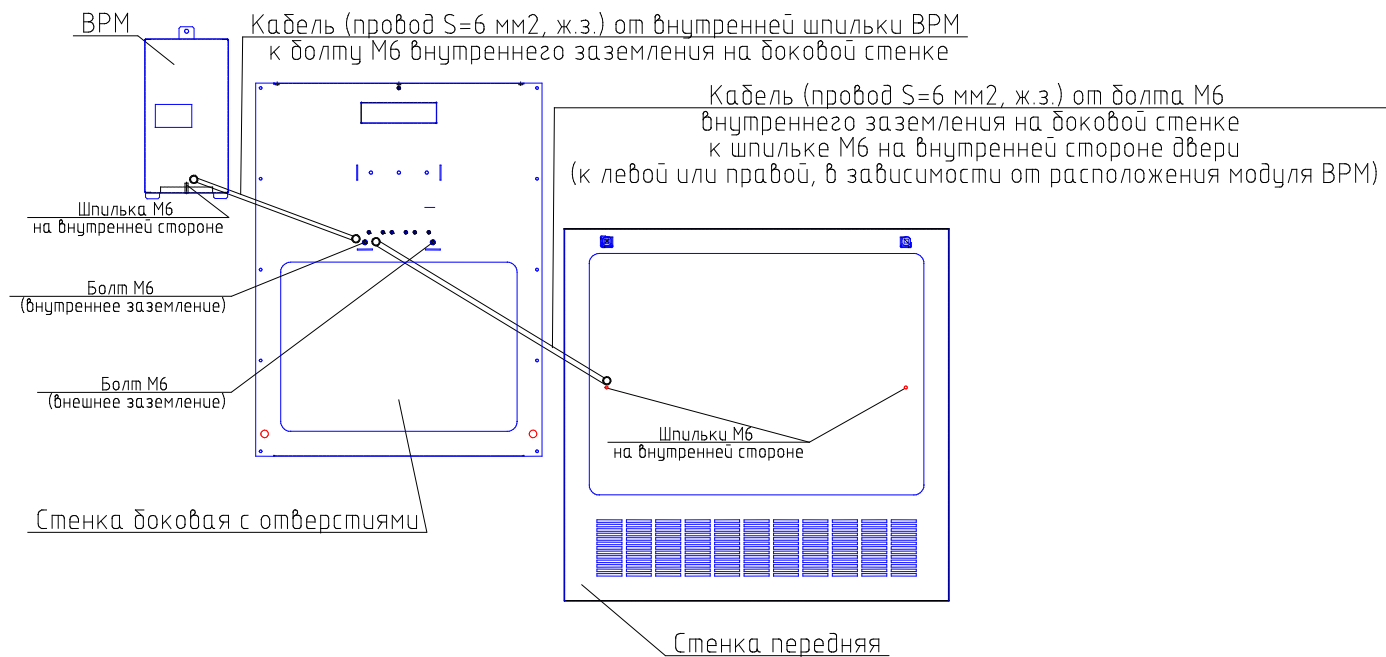 ВРМ
Кабель (провод S=6 мм2, ж.з.) от внутренней шпильки ВРМ
к болту М6 внутреннего заземления на боковой стенке
Кабель (провод S=6 мм2, ж.з.) от болта М6
внутреннего заземления на боковой стенке
к шпильке М6 на внутренней стороне двери
(к левой или правой, в зависимости от расположения модуля ВРМ)
Шпилька М6
на внутренней стороне
Болт М6
(внутреннее заземление)
Болт М6
(внешнее заземление)
Шпильки М6
на внутренней стороне
Стенка боковая с отверстиями
Стенка передняя